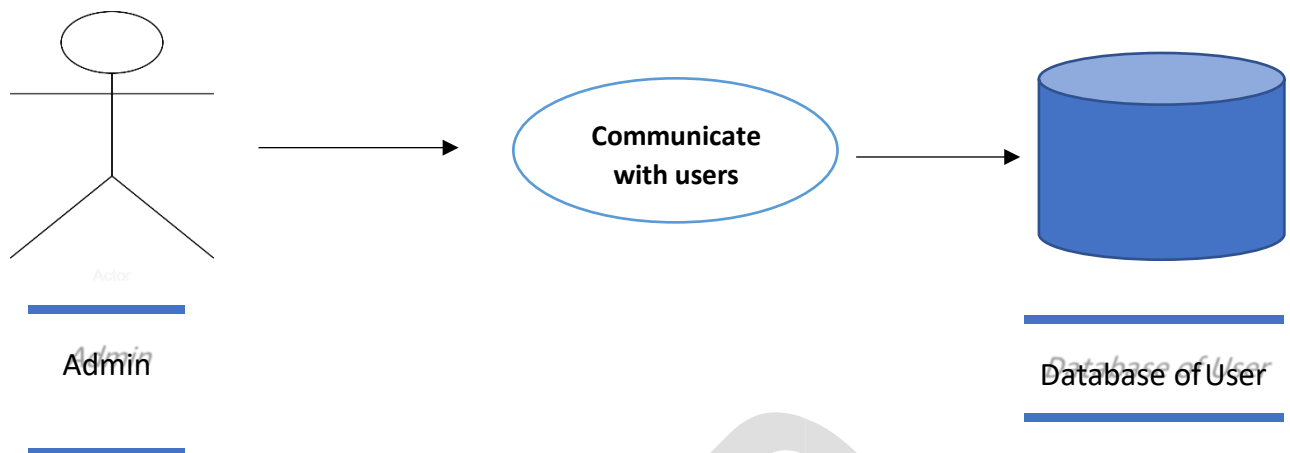 Communicate
with users
Actor
Admin
Database of User